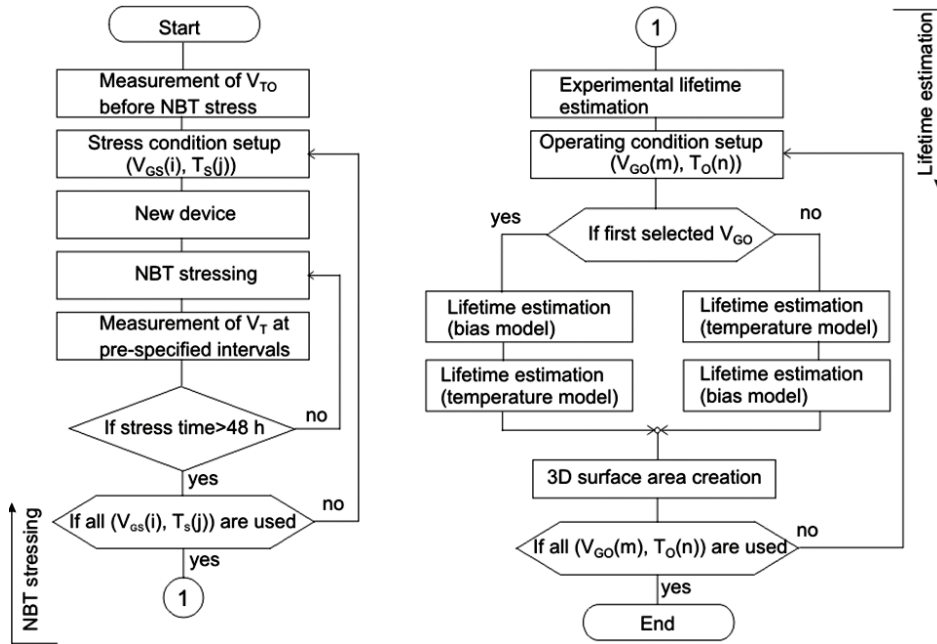 Start
Measurement of V_TO
before NBT stress
Stress condition setup
(V_GS(i), T_S(j))
New device
NBT stressing
Measurement of V_T at
pre-specified intervals
If stress time>48 h
no
yes
If all (V_GS(i), T_S(j)) are used
no
yes
1
NBT stressing
1
Experimental lifetime
estimation
Operating condition setup
(V_GO(m), T_O(n))
yes
no
If first selected V_GO
Lifetime estimation
(bias model)
Lifetime estimation
(temperature model)
Lifetime estimation
(temperature model)
Lifetime estimation
(bias model)
3D surface area creation
If all (V_GO(m), T_O(n)) are used
no
yes
End
Lifetime estimation